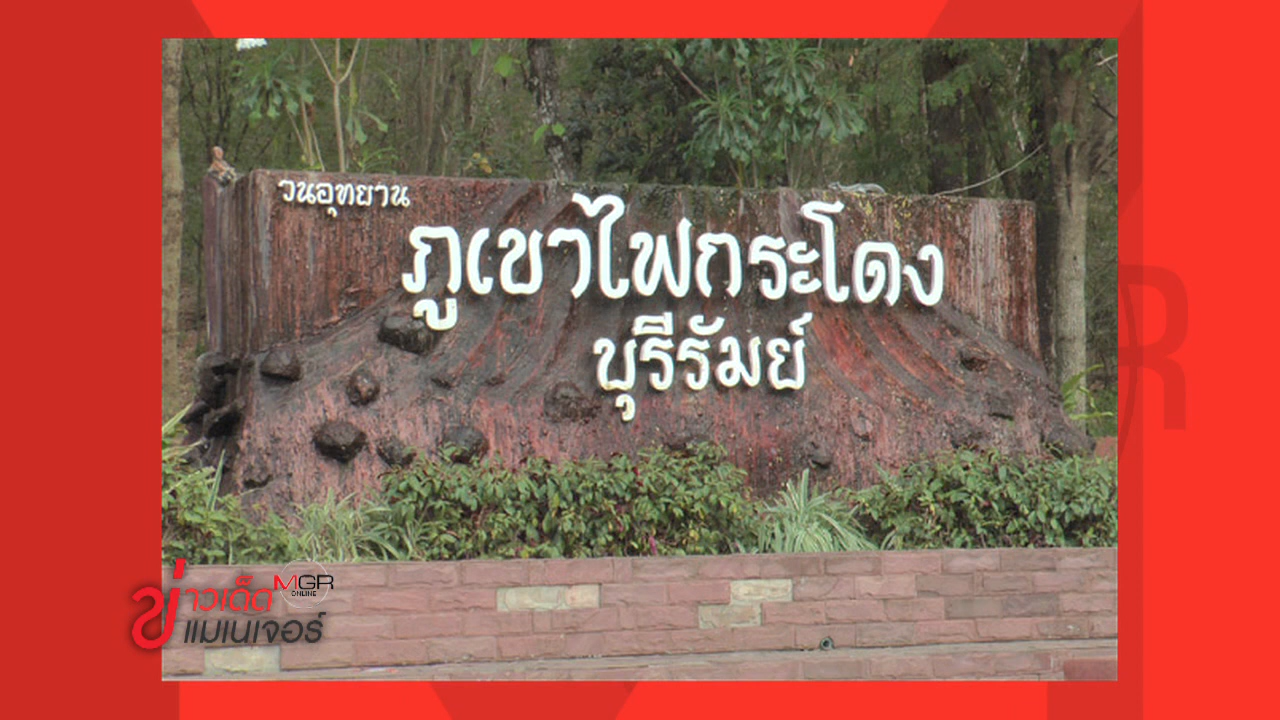 วนอุทยาน
ภูเขาไฟกระโดง
บุรีรัมย์
ข่าวเด็ด
MGR
ONLINE
แมเนเจอร์
R